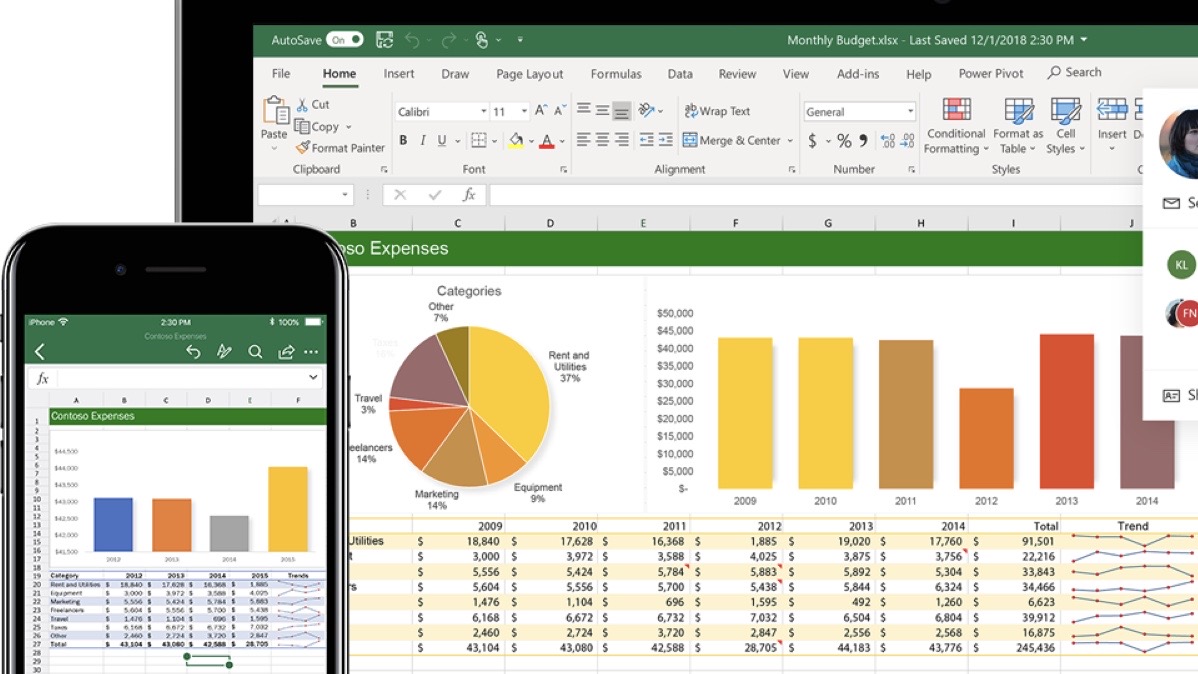 AutoSave On
Monthly Budget.xlsx - Last Saved 12/1/2018 2:30 PM
File Home Insert Draw Page Layout Formulas Data Review View Add-ins Help Power Pivot Search
Paste
Cut
Copy
Format Painter
Clipboard
Calibri 11 A A
B I U A
Font
Wrap Text
Merge & Center
Alignment
General
$ % 9 .00 .00
Number
Conditional Formatting
Format as Table
Cell Styles
Styles
Insert
KL
FN
fx
A B C D E F G H I J
oso Expenses
Categories
Other
7%
Rent and
Utilities
37%
Equipment
9%
Marketing
14%
eelancers
14%
Travel
3%
$50,000
$45,000
$40,000
$35,000
$30,000
$25,000
$20,000
$15,000
$10,000
$5,000
$-
2009 2010 2011 2012 2013 2014
2009 2010 2011 2012 2013 2014 Total Trend
Utilities $ 18,840 $ 17,628 $ 16,368 $ 1,885 $ 19,020 $ 17,760 $ 91,501
t $ 3,000 $ 3,972 $ 3,588 $ 4,025 $ 3,875 $ 3,756 $ 22,216
$ 5,556 $ 5,424 $ 5,784 $ 5,883 $ 5,892 $ 5,304 $ 33,843
rs $ 5,604 $ 5,556 $ 5,700 $ 5,438 $ 5,844 $ 6,324 $ 34,466
$ 1,476 $ 1,104 $ 696 $ 1,595 $ 492 $ 1,260 $ 6,623
$ 6,168 $ 6,672 $ 6,732 $ 7,032 $ 6,504 $ 6,804 $ 39,912
$ 2,460 $ 2,724 $ 3,720 $ 2,847 $ 2,556 $ 2,568 $ 16,875
$ 43,104 $ 43,080 $ 42,588 $ 28,705 $ 44,183 $ 43,776 $ 245,436
iPhone 2:30 PM 100%
Contoso Expenses
fx
A B C D E F
Contoso Expenses
$44,500
$44,000
$43,500
$43,000
$42,500
$42,000
$41,500
2012 2013 2014 2015
Category 2012 2013 2014 2015 Trends
Rent and Utilities $ 18,840 $ 17,628 $ 16,368 $ 1,885
Equipment $ 3,000 $ 3,972 $ 3,588 $ 4,025
Marketing $ 5,556 $ 5,424 $ 5,784 $ 5,883
Freelancers $ 5,604 $ 5,556 $ 5,700 $ 5,438
Travel $ 1,476 $ 1,104 $ 696 $ 1,595
Taxes $ 6,168 $ 6,672 $ 6,732 $ 7,032
Other $ 2,460 $ 2,724 $ 3,720 $ 2,847
Total $ 43,104 $ 43,080 $ 42,588 $ 28,705